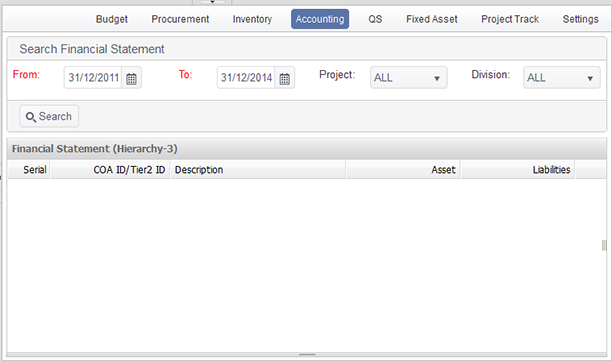 Budget Procurement Inventory Accounting QS Fixed Asset Project Track Settings
Search Financial Statement
From: 31/12/2011 To: 31/12/2014 Project: ALL Division: ALL
Search
Financial Statement (Hierarchy-3)
Serial COA ID/Tier2 ID Description Asset Liabilities